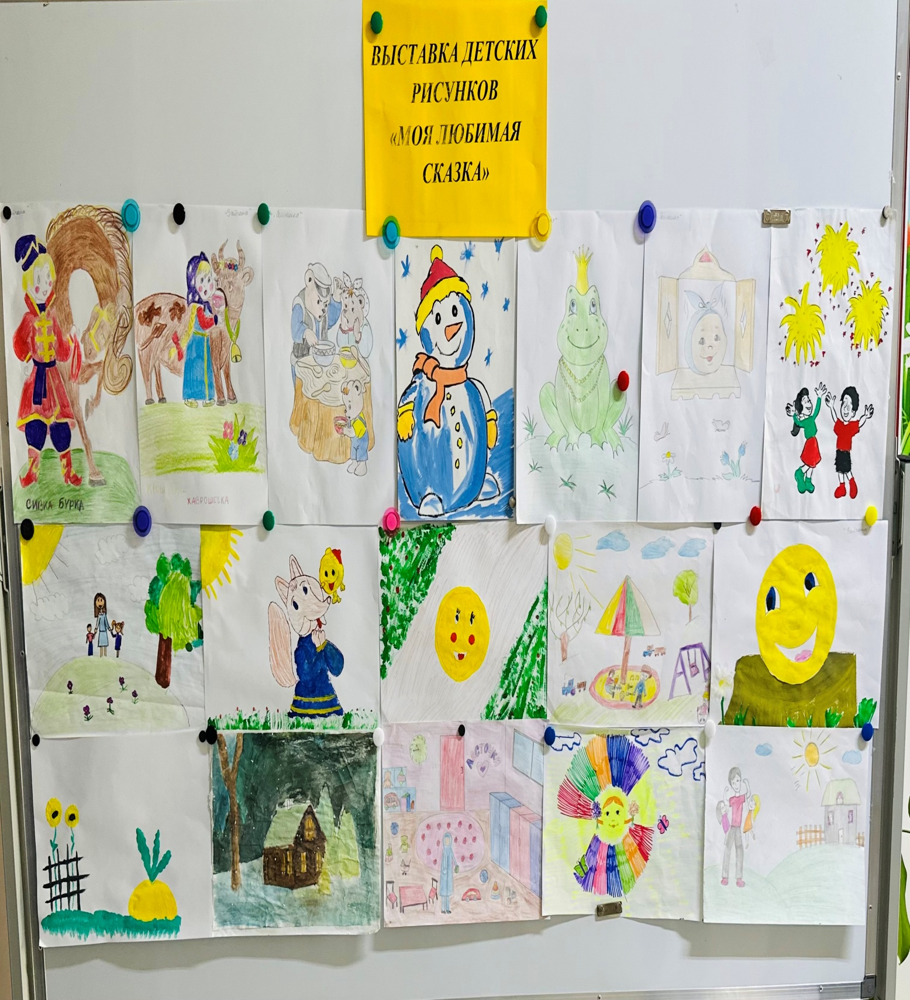 ВЫСТАВКА ДЕТСКИХ
РИСУНКОВ
«МОЯ ЛЮБИМАЯ
СКАЗКА»
СИВКА БУРКА
ХАВРОШЕЧКА